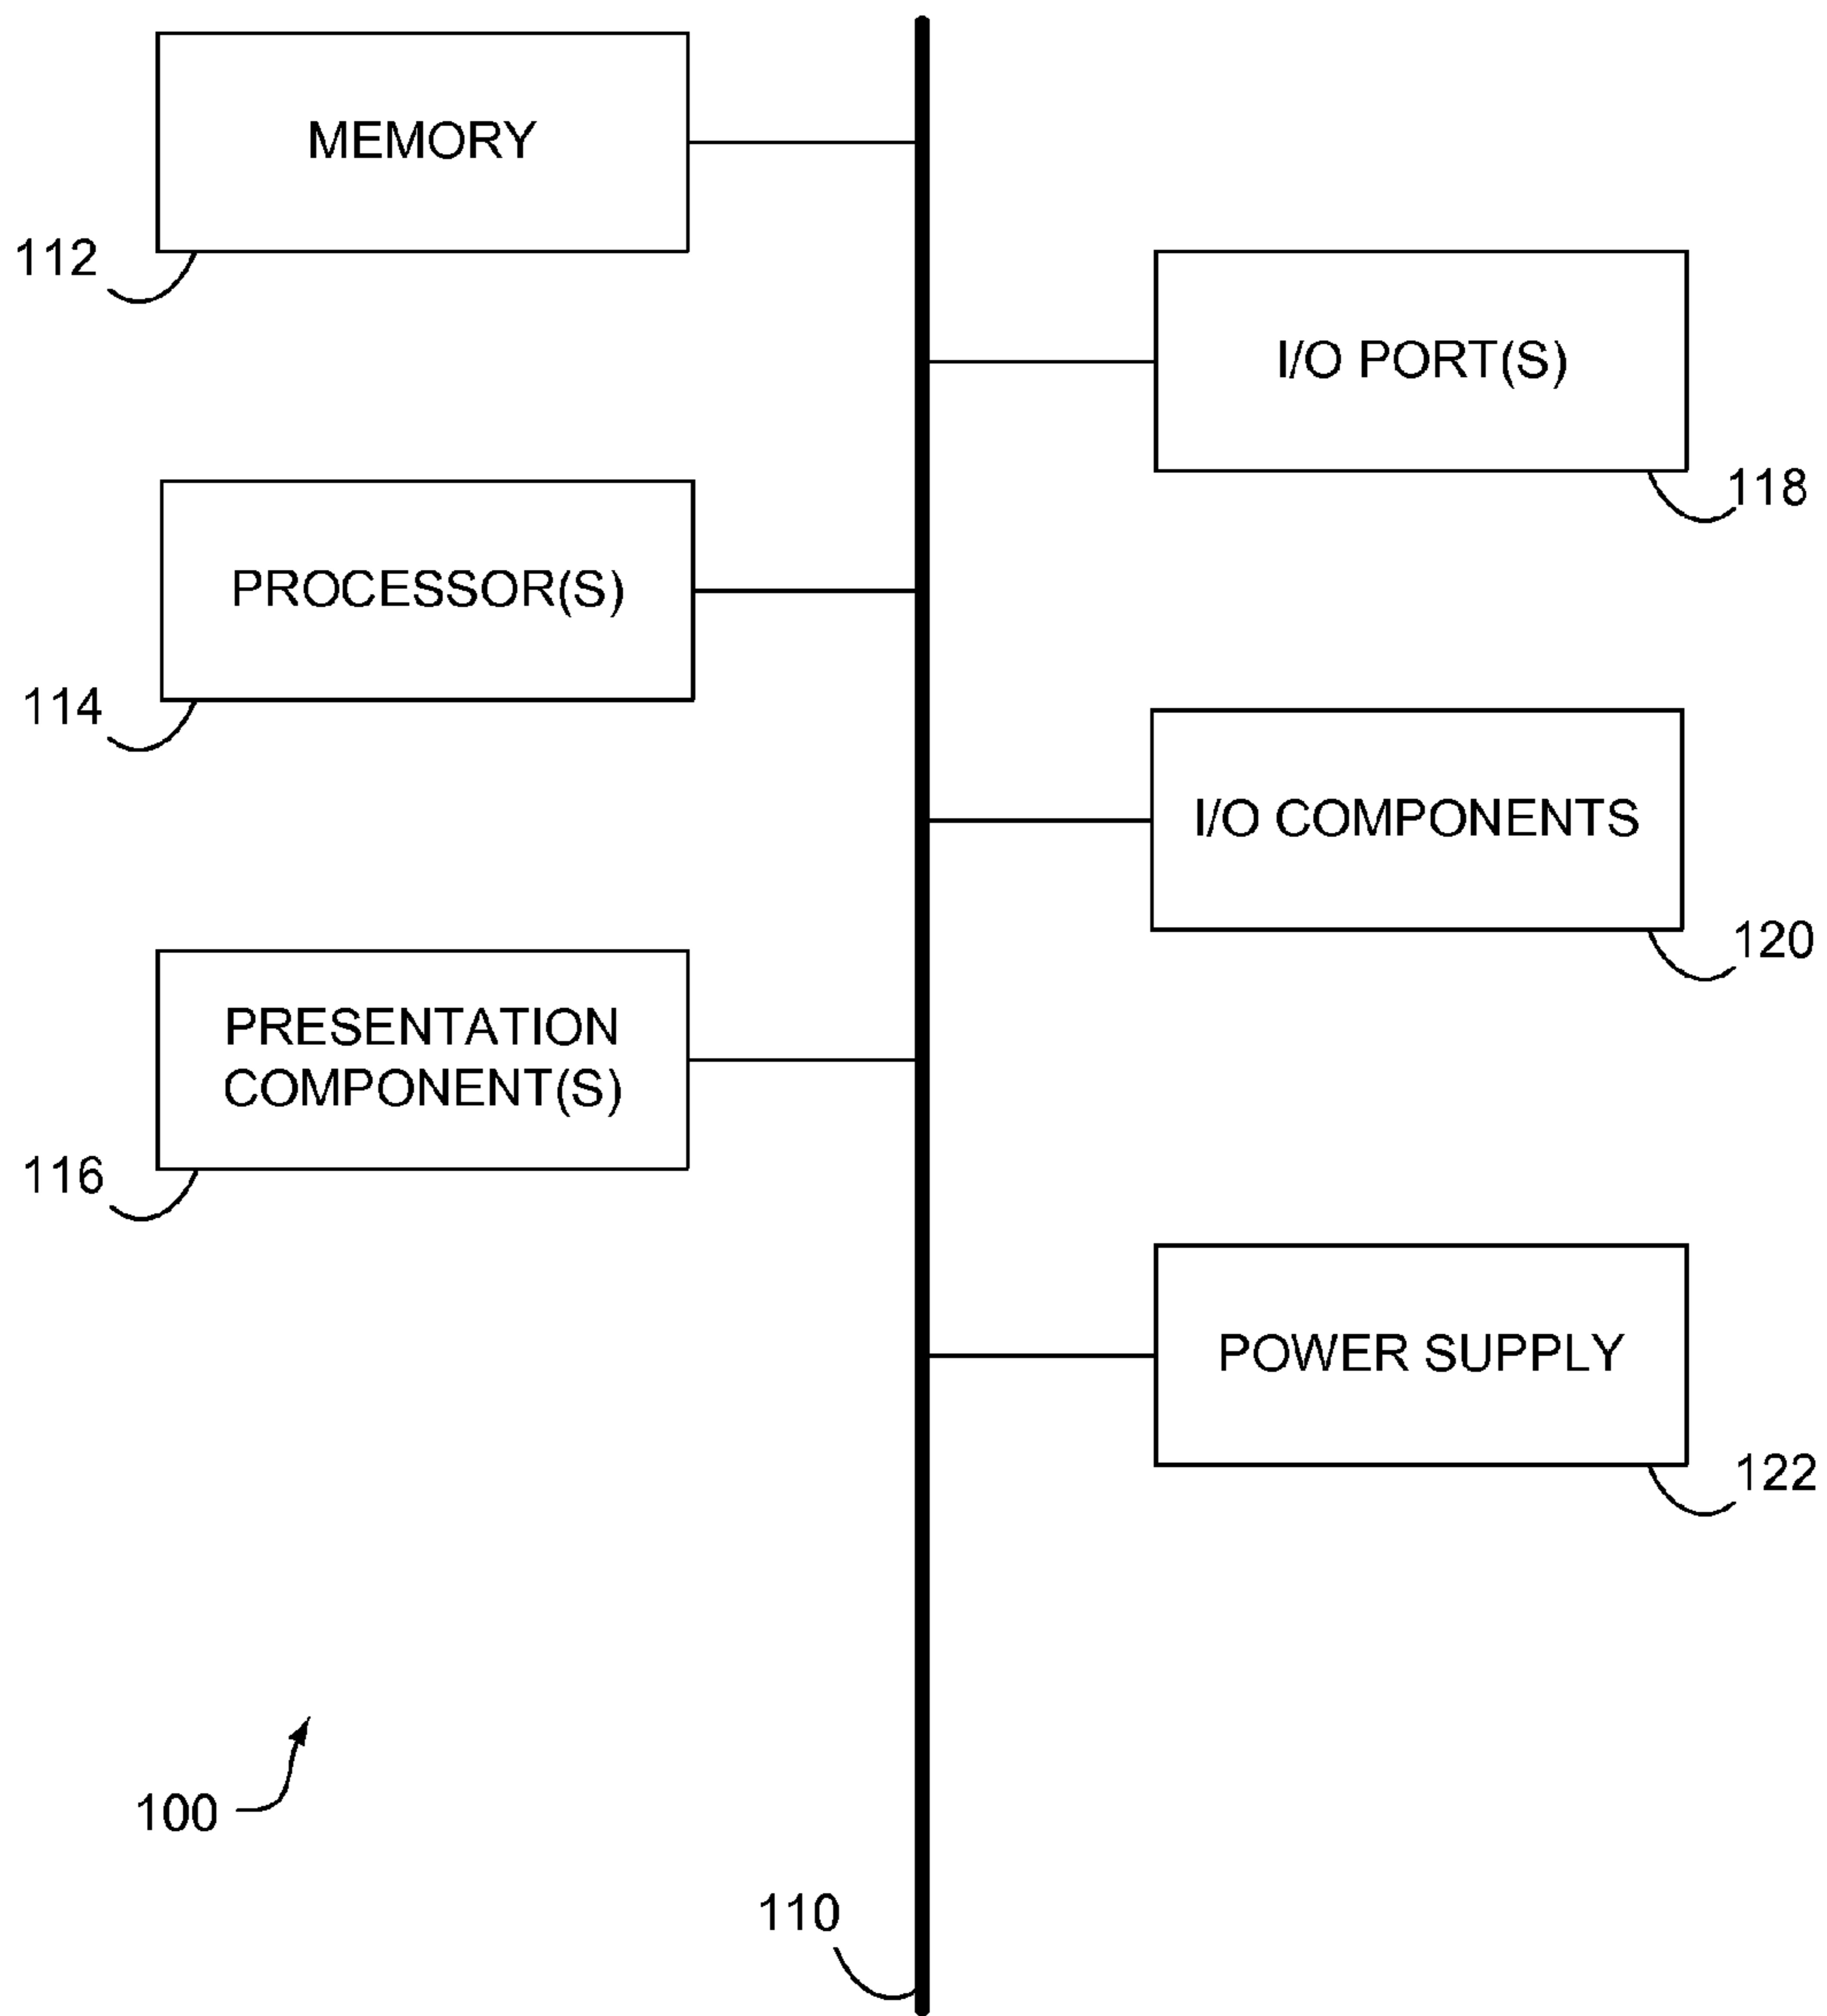 MEMORY
112
I/O PORT(S)
118
PROCESSOR(S)
114
I/O COMPONENTS
120
PRESENTATION
COMPONENT(S)
116
POWER SUPPLY
122
100
110